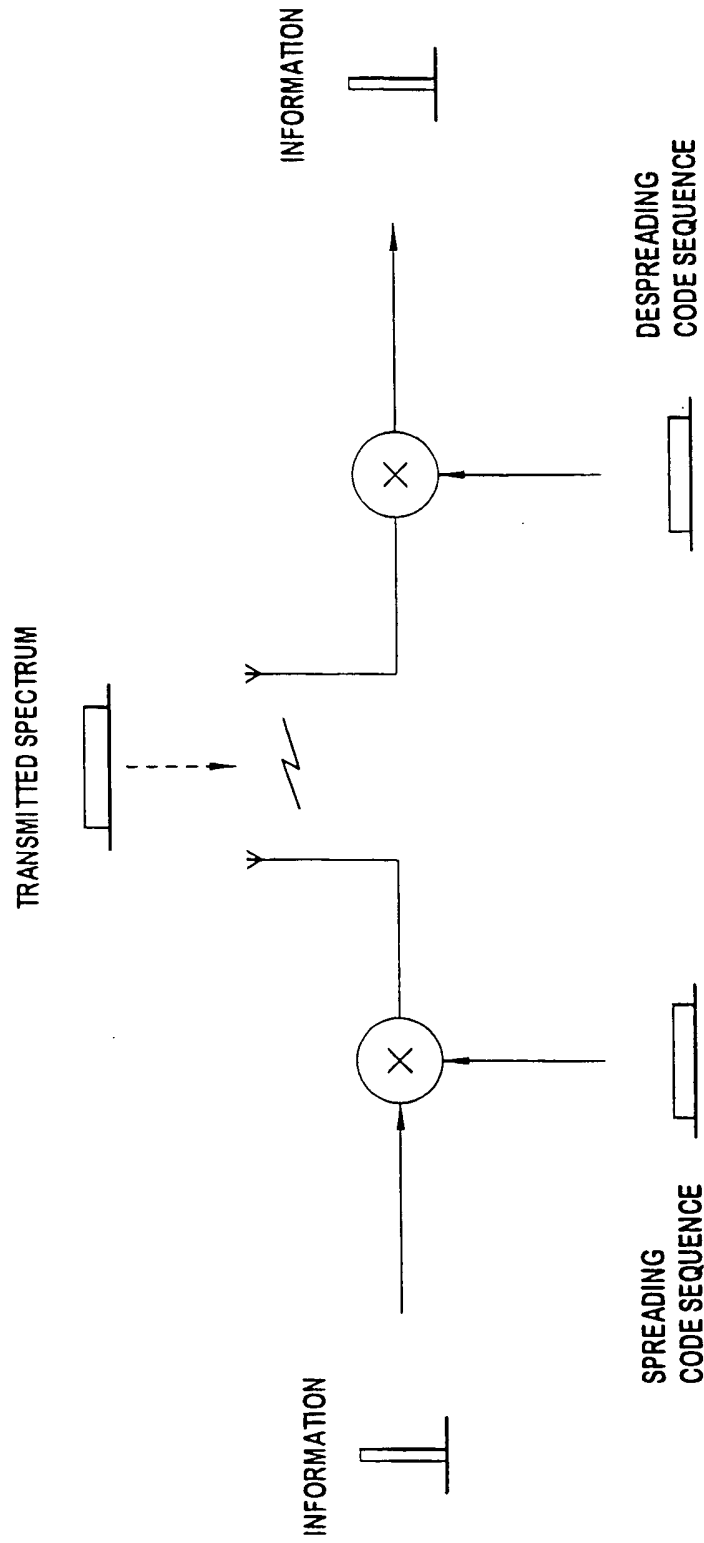 TRANSMITTED SPECTRUM
INFORMATION
INFORMATION
SPREADING
CODE SEQUENCE
DESPREADING
CODE SEQUENCE